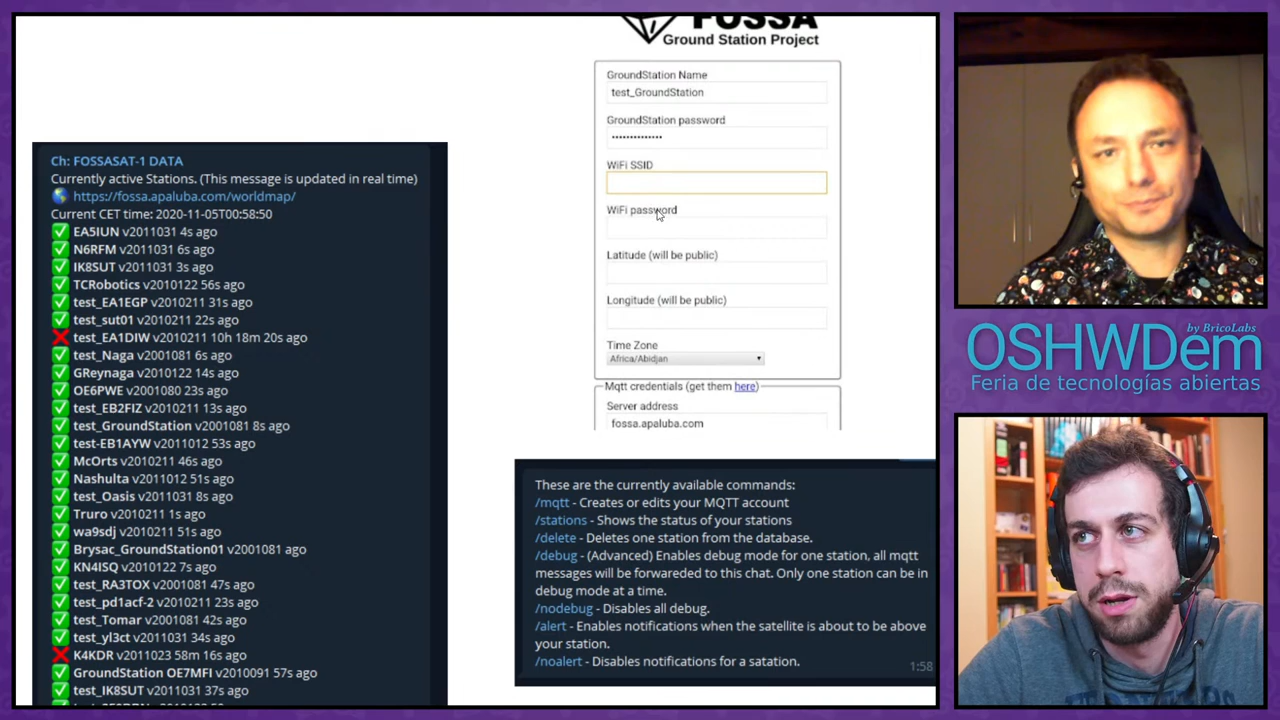 FOSSA
Ground Station Project
GroundStation Name
test_GroundStation
GroundStation password
••••••••••••••
WiFi SSID
WiFi password
Latitude (will be public)
Longitude (will be public)
Time Zone
Africa/Abidjan
Mqtt credentials (get them here)
Server address
fossa.apaluba.com
Ch: FOSSASAT-1 DATA
Currently active Stations. (This message is updated in real time)
https://fossa.apaluba.com/worldmap/
Current CET time: 2020-11-05T00:58:50
EA5IUN v2011031 4s ago
N6RFM v2011031 6s ago
IK8SUT v2011031 3s ago
TCRobotics v2010122 56s ago
test_EA1EGP v2010211 31s ago
test_sut01 v2010211 22s ago
test_EA1DIW v2010211 10h 18m 20s ago
test_Naga v2001081 6s ago
GReynaga v2010122 14s ago
OE6PWE v2001080 23s ago
test_EB2FIZ v2010211 13s ago
test_GroundStation v2001081 8s ago
test-EB1AYW v2011012 53s ago
McOrts v2010211 46s ago
Nashulta v2011012 51s ago
test_Oasis v2011031 8s ago
Truro v2010211 1s ago
wa9sdj v2010211 51s ago
Brysac_GroundStation01 v2001081 ago
KN4ISQ v2010122 7s ago
test_RA3TOX v2001081 47s ago
test_pd1acf-2 v2010211 23s ago
test_Tomar v2001081 42s ago
test_yl3ct v2011031 34s ago
K4KDR v2011023 58m 16s ago
GroundStation OE7MFI v2010091 57s ago
test_IK8SUT v2011031 37s ago
These are the currently available commands:
/mqtt - Creates or edits your MQTT account
/stations - Shows the status of your stations
/delete - Deletes one station from the database.
/debug - (Advanced) Enables debug mode for one station, all mqtt
messages will be forwareded to this chat. Only one station can be in
debug mode at a time.
/nodebug - Disables all debug.
/alert - Enables notifications when the satellite is about to be above
your station.
/noalert - Disables notifications for a satation.
1:58
by BricoLabs
OSHWDem
Feria de tecnologías abiertas